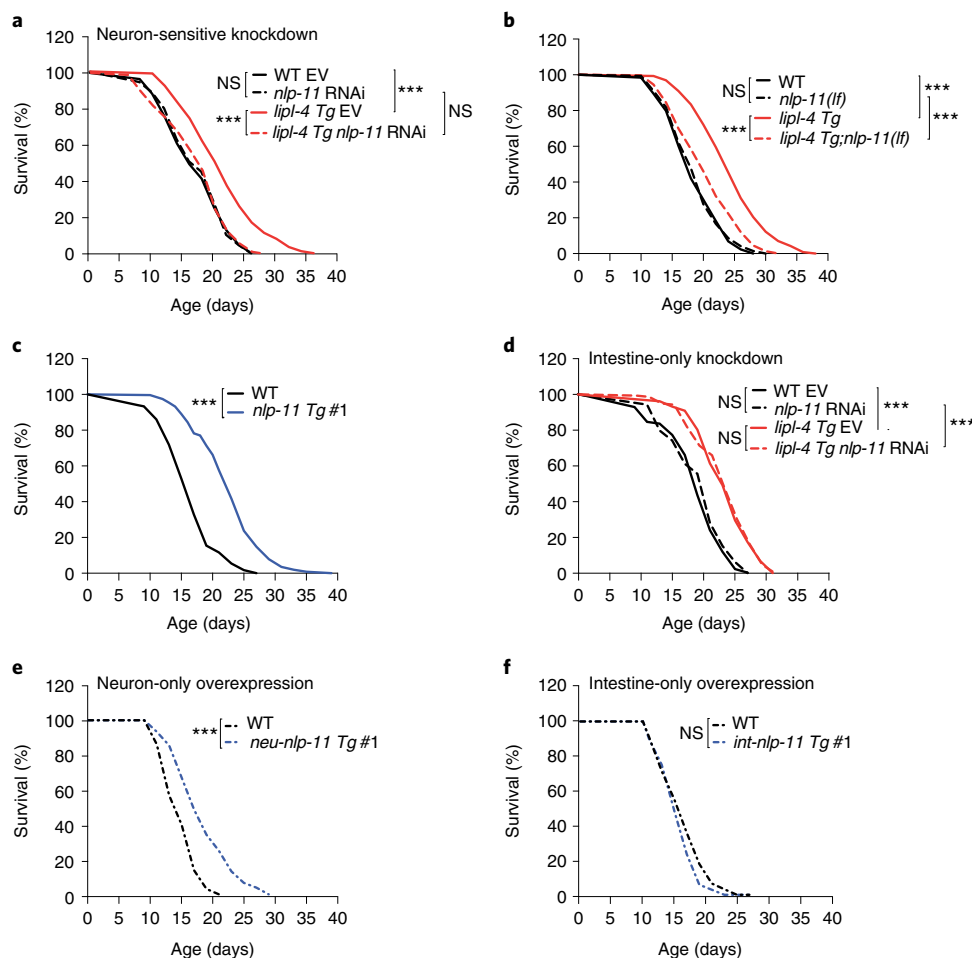 a
Neuron-sensitive knockdown
120
100
80
60
40
20
0
Survival (%)
NS
WT EV
nlp-11 RNAi
***
lipl-4 Tg EV
lipl-4 Tg nlp-11 RNAi
***
NS
0 5 10 15 20 25 30 35 40
Age (days)
b
120
100
80
60
40
20
0
Survival (%)
NS
WT
nlp-11(lf)
***
lipl-4 Tg
lipl-4 Tg;nlp-11(lf)
***
***
0 5 10 15 20 25 30 35 40
Age (days)
c
120
100
80
60
40
20
0
Survival (%)
***
WT
nlp-11 Tg #1
0 5 10 15 20 25 30 35 40
Age (days)
d
Intestine-only knockdown
120
100
80
60
40
20
0
Survival (%)
NS
WT EV
nlp-11 RNAi
NS
lipl-4 Tg EV
lipl-4 Tg nlp-11 RNAi
***
***
0 5 10 15 20 25 30 35 40
Age (days)
e
Neuron-only overexpression
120
100
80
60
40
20
0
Survival (%)
***
WT
neu-nlp-11 Tg #1
0 5 10 15 20 25 30 35 40
Age (days)
f
Intestine-only overexpression
120
100
80
60
40
20
0
Survival (%)
NS
WT
int-nlp-11 Tg #1
0 5 10 15 20 25 30 35 40
Age (days)